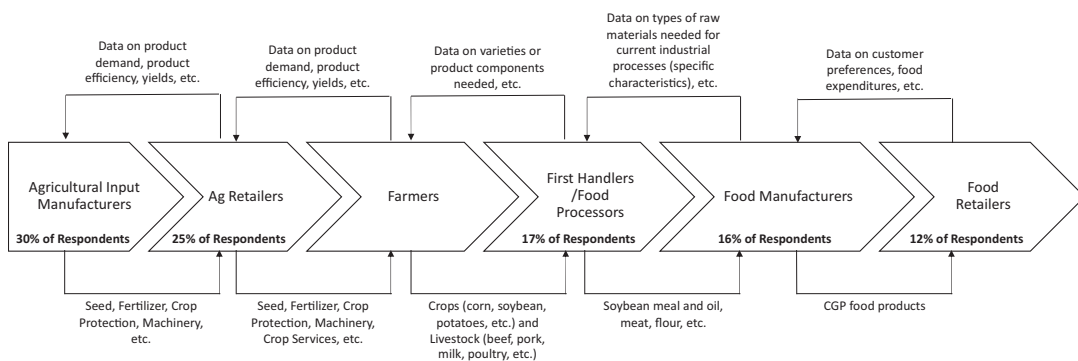 Data on product
demand, product
efficiency, yields, etc.
Data on product
demand, product
efficiency, yields, etc.
Data on varieties or
product components
needed, etc.
Data on types of raw
materials needed for
current industrial
processes (specific
characteristics), etc.
Data on customer
preferences, food
expenditures, etc.
Agricultural Input
Manufacturers
30% of Respondents
Ag Retailers
25% of Respondents
Farmers
First Handlers
/Food
Processors
17% of Respondents
Food Manufacturers
16% of Respondents
Food
Retailers
12% of Respondents
Seed, Fertilizer, Crop
Protection, Machinery,
etc.
Seed, Fertilizer, Crop
Protection, Machinery,
Crop Services, etc.
Crops (corn, soybean,
potatoes, etc.) and
Livestock (beef, pork,
milk, poultry, etc.)
Soybean meal and oil,
meat, flour, etc.
CGP food products